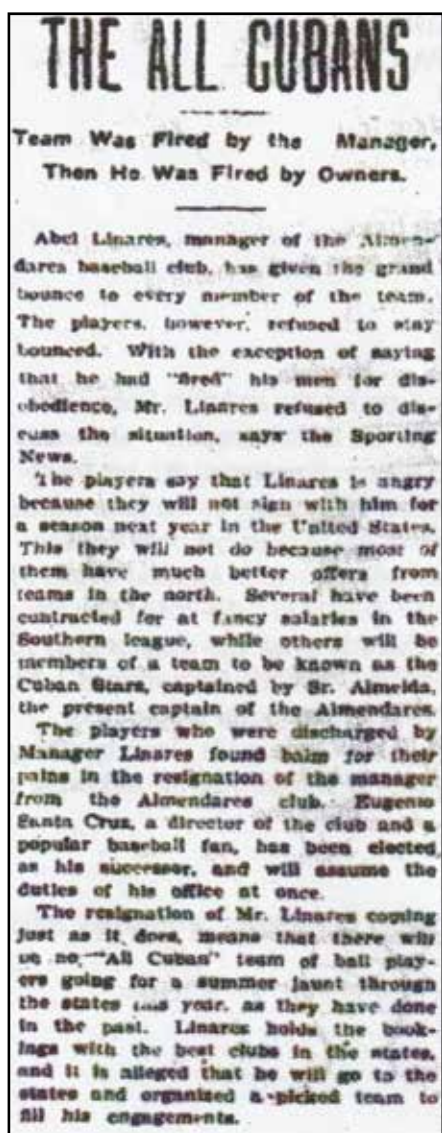 THE ALL CUBANS
Team Was Fired by the Manager,
Then He Was Fired by Owners.
Abel Linares, manager of the Almen-
dares baseball club, has given the grand
bounce to every member of the team.
The players, however, refused to stay
bounced. With the exception of saying
that he had "fired" his men for dis-
obedience, Mr. Linares refused to dis-
cuss the situation, says the Sporting
News.
The players say that Linares is angry
because they will not sign with him for
a season next year in the United States.
This they will not do because most of
them have much better offers from
teams in the north. Several have been
contracted for at fancy salaries in the
Southern league, while others will be
members of a team to be known as the
Cuban Stars, captained by Sr. Almeida,
the present captain of the Almendares.
The players who were discharged by
Manager Linares found balm for their
pains in the resignation of the manager
from the Almendares club. Eugenio
Santa Cruz, a director of the club and a
popular baseball fan, has been elected
as his successor, and will assume the
duties of his office at once.
The resignation of Mr. Linares coming
just as it does, means that there will
be no "All Cuban" team of ball play-
ers going for a summer jaunt through
the states this year, as they have done
in the past. Linares holds the book-
ings with the best clubs in the states,
and it is alleged that he will go to the
states and organized a picked team to
fill his engagements.